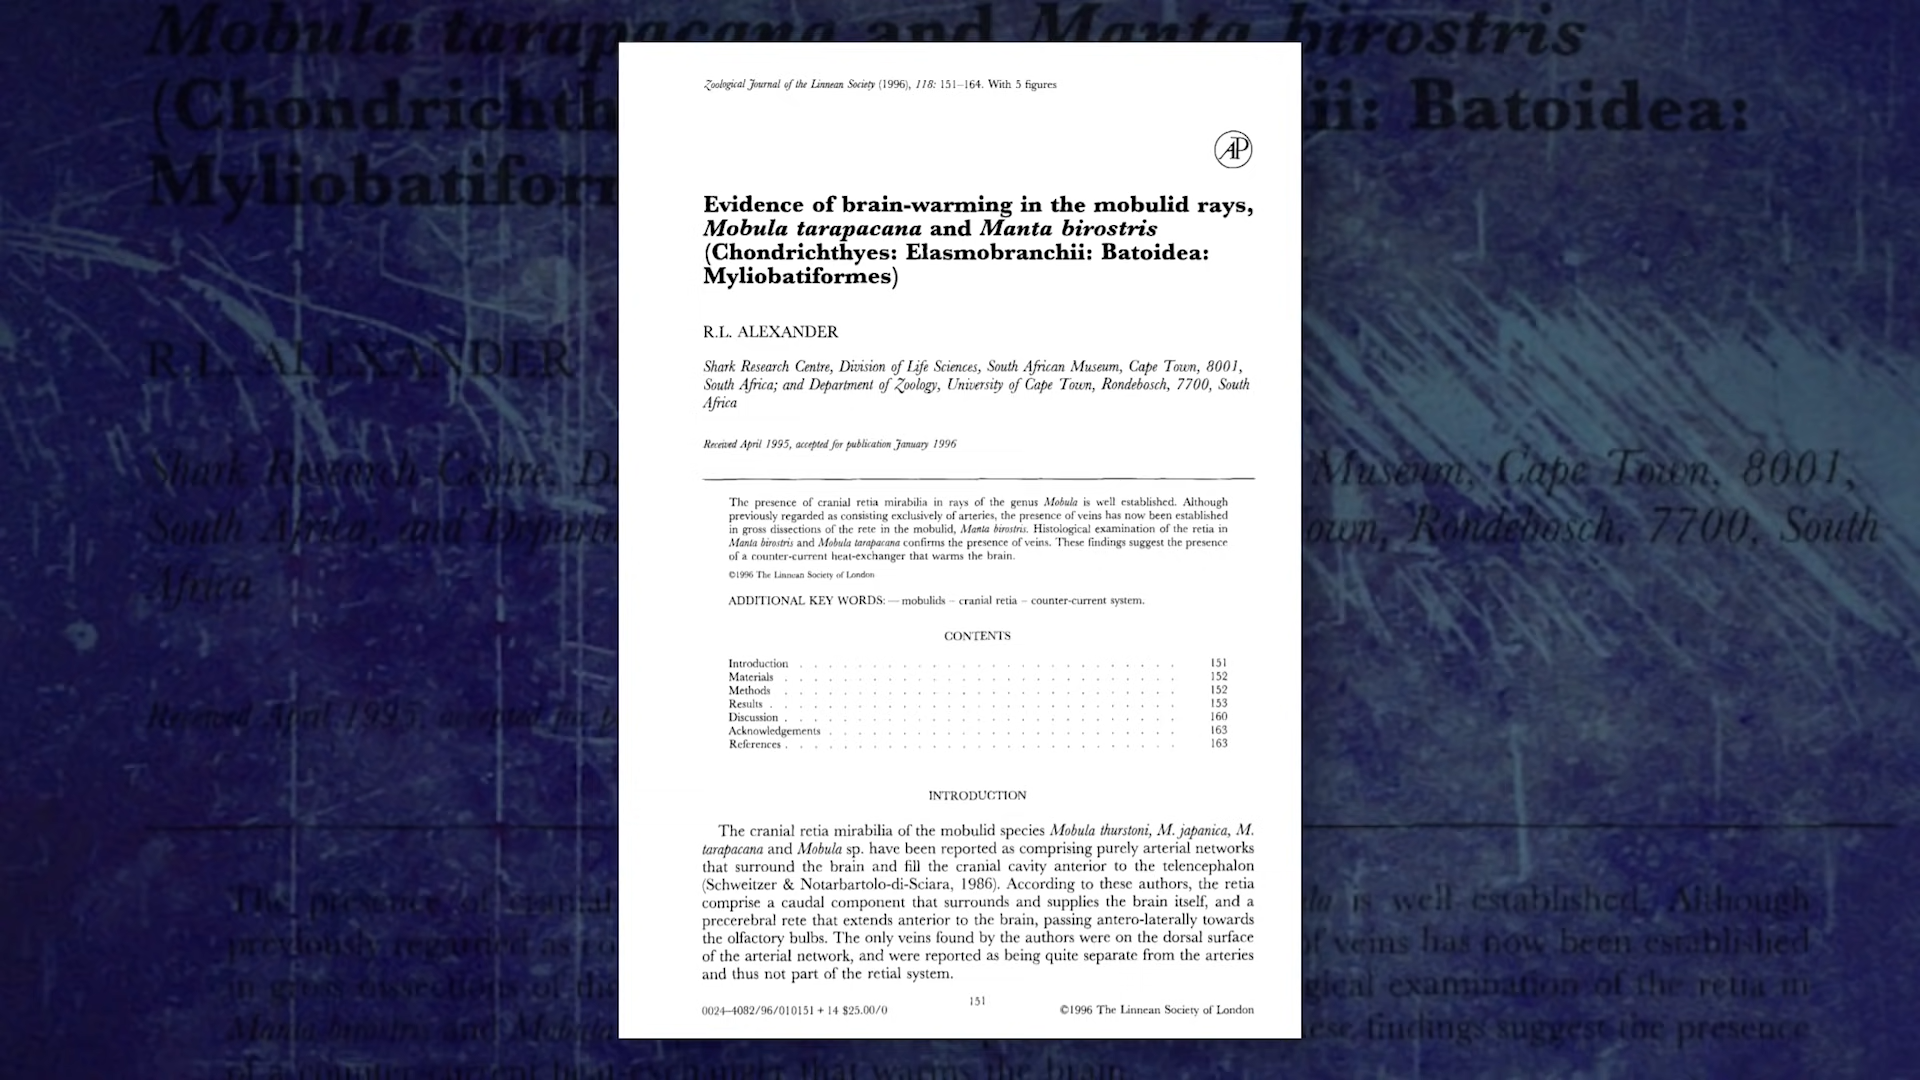 Zoological Journal of the Linnean Society (1996), 118: 151–164. With 5 figures
AP
Evidence of brain-warming in the mobulid rays,
Mobula tarapacana and Manta birostris
(Chondrichthyes: Elasmobranchii: Batoidea:
Myliobatiformes)
R.L. ALEXANDER
Shark Research Centre, Division of Life Sciences, South African Museum, Cape Town, 8001,
South Africa; and Department of Zoology, University of Cape Town, Rondebosch, 7700, South
Africa
Received April 1995, accepted for publication January 1996
The presence of cranial retia mirabilia in rays of the genus Mobula is well established. Although
previously regarded as consisting exclusively of arteries, the presence of veins has now been established
in gross dissections of the rete in the mobulid, Manta birostris. Histological examination of the retia in
Manta birostris and Mobula tarapacana confirms the presence of veins. These findings suggest the presence
of a counter-current heat-exchanger that warms the brain.
©1996 The Linnean Society of London
ADDITIONAL KEY WORDS: — mobulids – cranial retia – counter-current system.
CONTENTS
Introduction . . . . . . . . . . . . . . . . . . . . . . 151
Materials . . . . . . . . . . . . . . . . . . . . . . . 152
Methods . . . . . . . . . . . . . . . . . . . . . . . 152
Results . . . . . . . . . . . . . . . . . . . . . . . . 153
Discussion . . . . . . . . . . . . . . . . . . . . . . . 160
Acknowledgements . . . . . . . . . . . . . . . . . . . . 163
References . . . . . . . . . . . . . . . . . . . . . . . 163
INTRODUCTION
The cranial retia mirabilia of the mobulid species Mobula thurstoni, M. japanica, M.
tarapacana and Mobula sp. have been reported as comprising purely arterial networks
that surround the brain and fill the cranial cavity anterior to the telencephalon
(Schweitzer & Notarbartolo-di-Sciara, 1986). According to these authors, the retia
comprise a caudal component that surrounds and supplies the brain itself, and a
precerebral rete that extends anterior to the brain, passing antero-laterally towards
the olfactory bulbs. The only veins found by the authors were on the dorsal surface
of the arterial network, and were reported as being quite separate from the arteries
and thus not part of the retial system.
151
0024–4082/96/010151 + 14 $25.00/0 ©1996 The Linnean Society of London